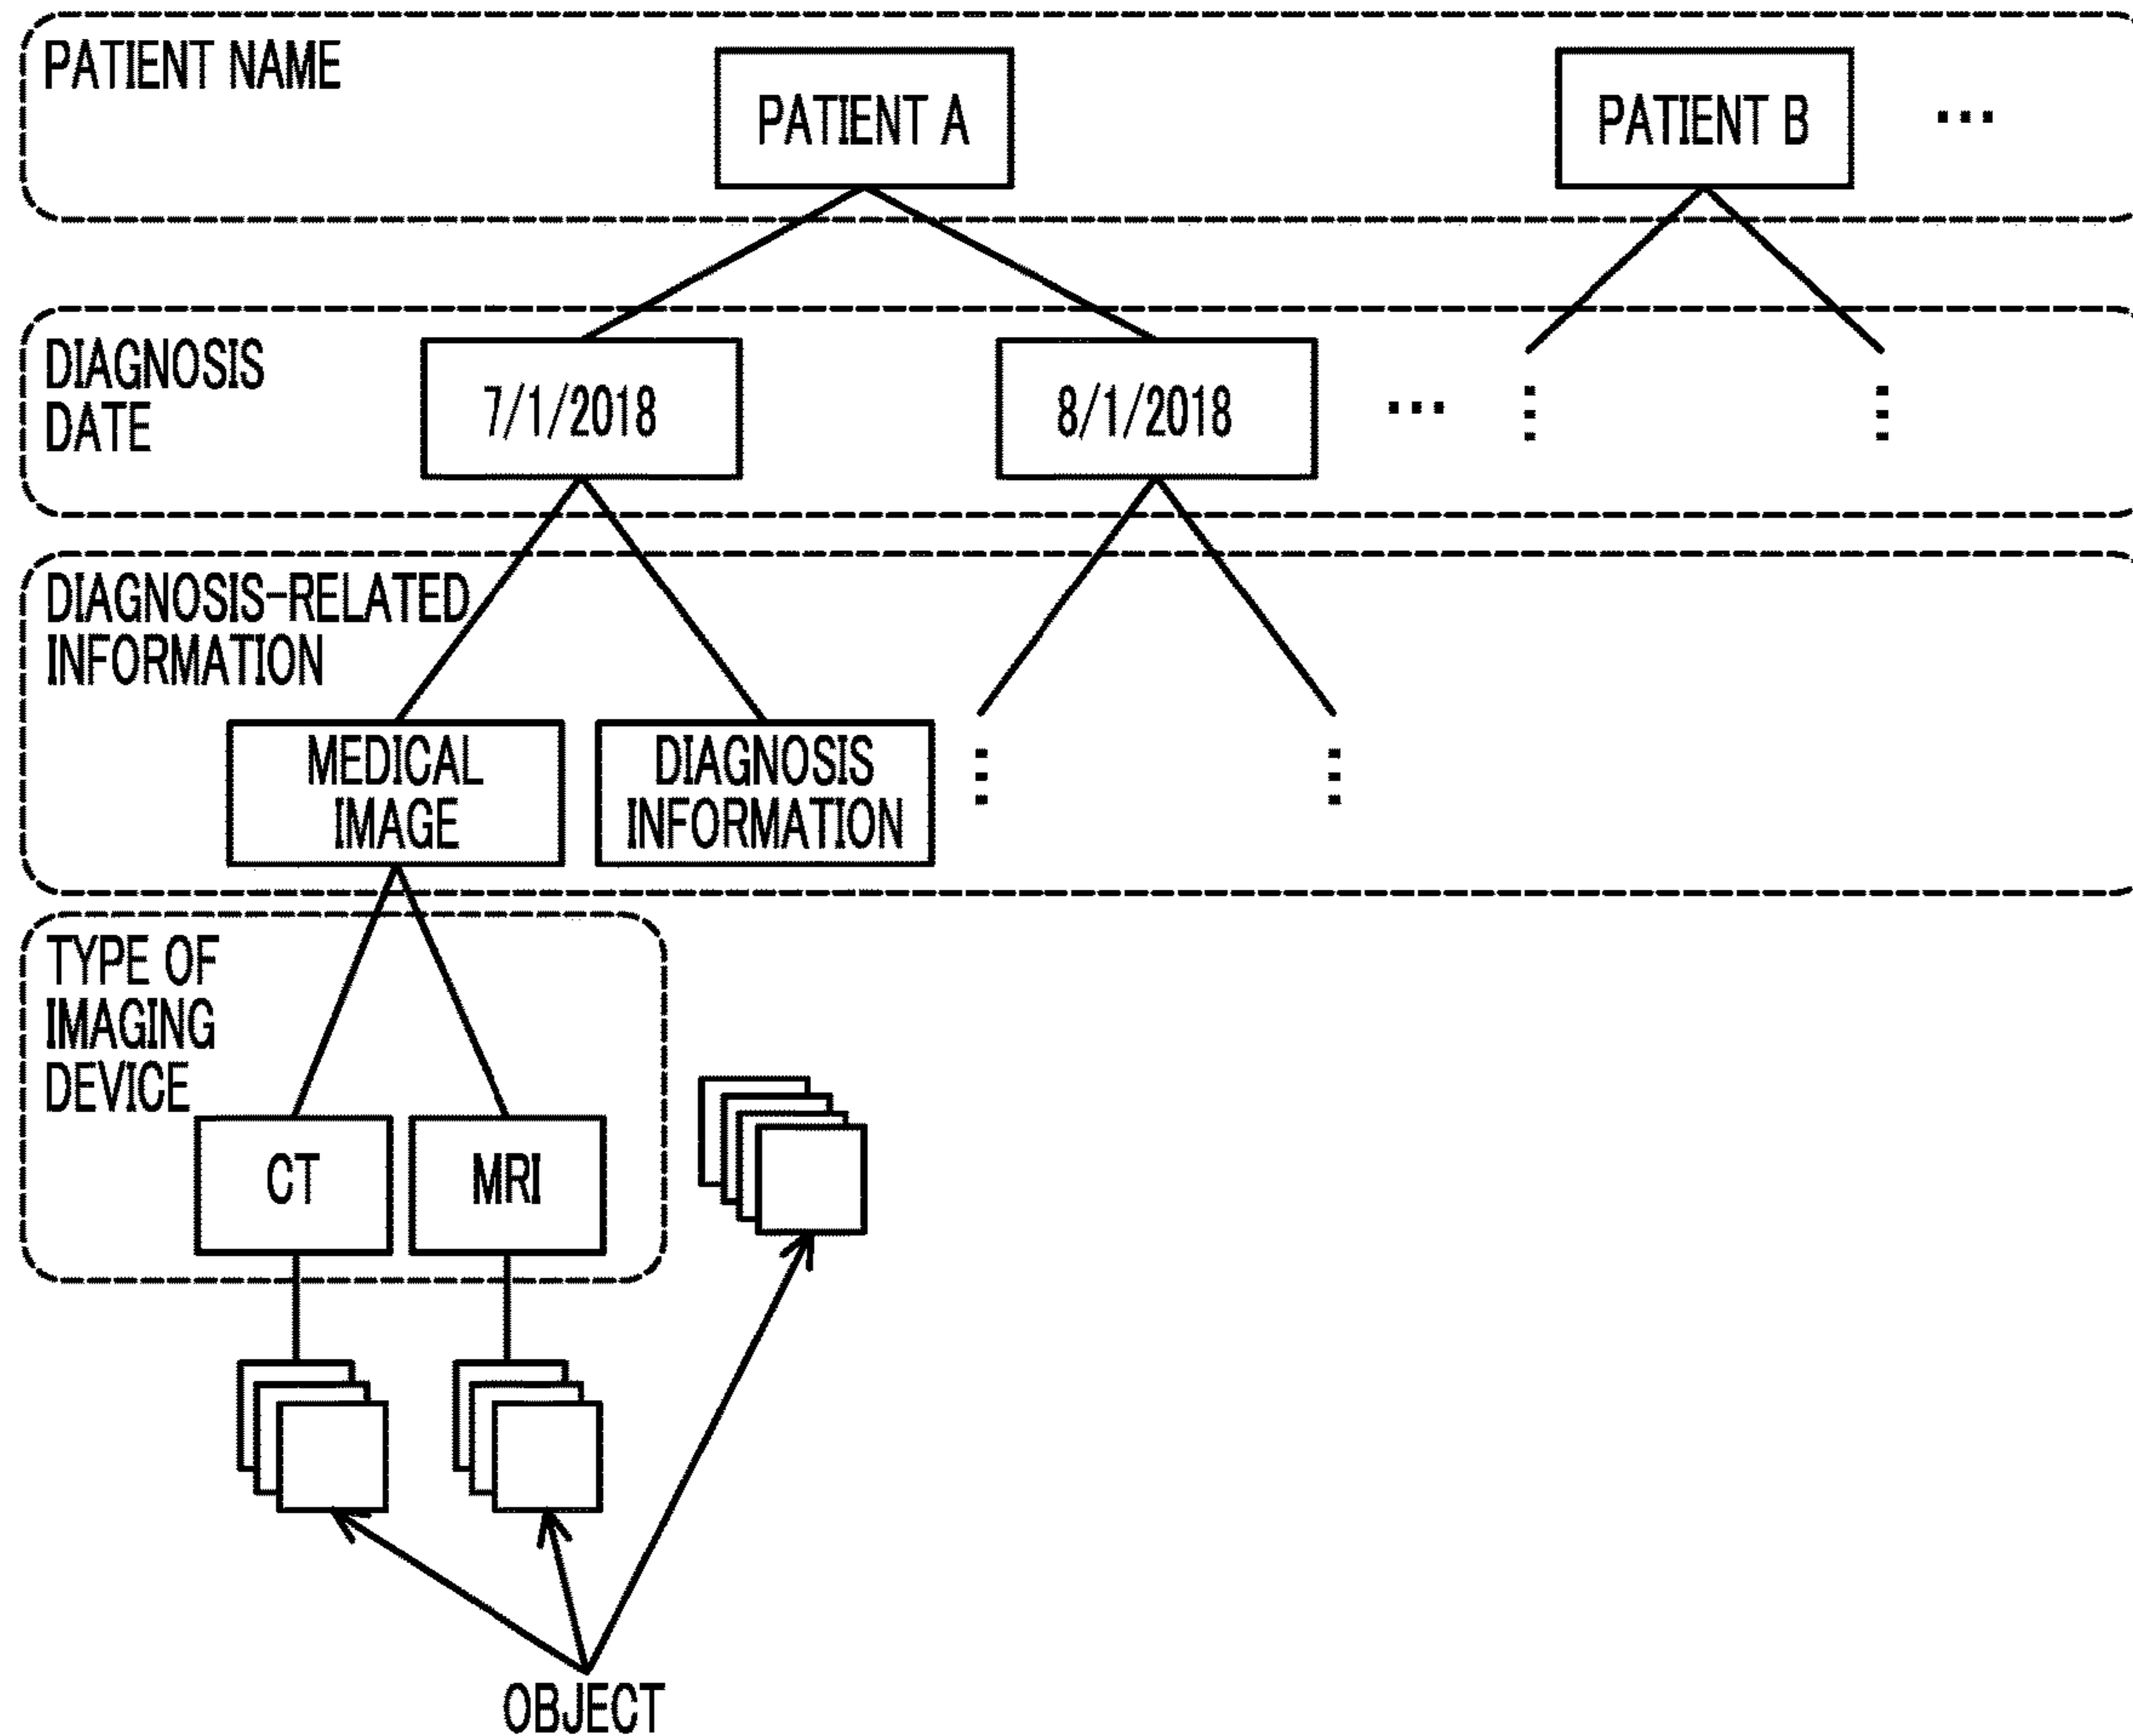 PATIENT NAME
PATIENT A
PATIENT B
...
DIAGNOSIS
DATE
7/1/2018
8/1/2018
...
DIAGNOSIS-RELATED
INFORMATION
MEDICAL
IMAGE
DIAGNOSIS
INFORMATION
TYPE OF
IMAGING
DEVICE
CT
MRI
OBJECT